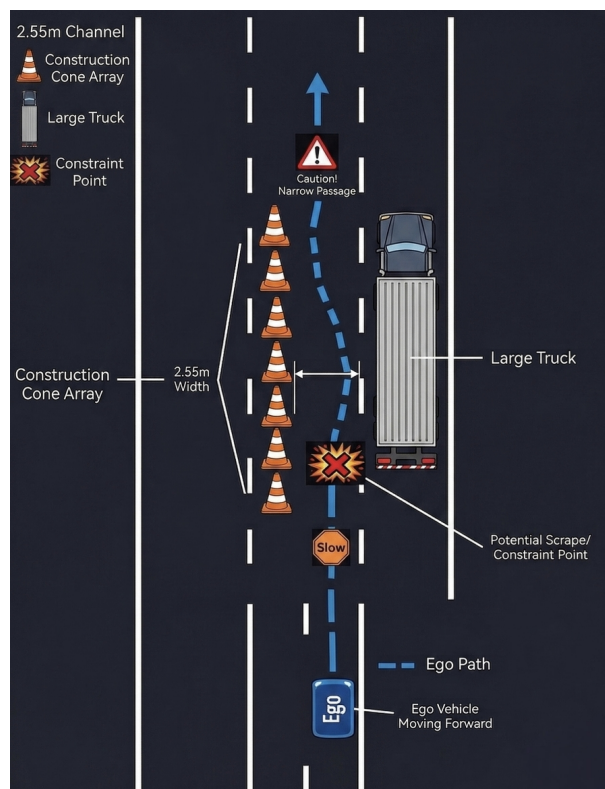 2.55m Channel
Construction
Cone Array
Large Truck
Constraint
Point
Caution!
Narrow Passage
Construction
Cone Array
2.55m
Width
Large Truck
Slow
Potential Scrape/
Constraint Point
Ego Path
Ego
Ego Vehicle
Moving Forward